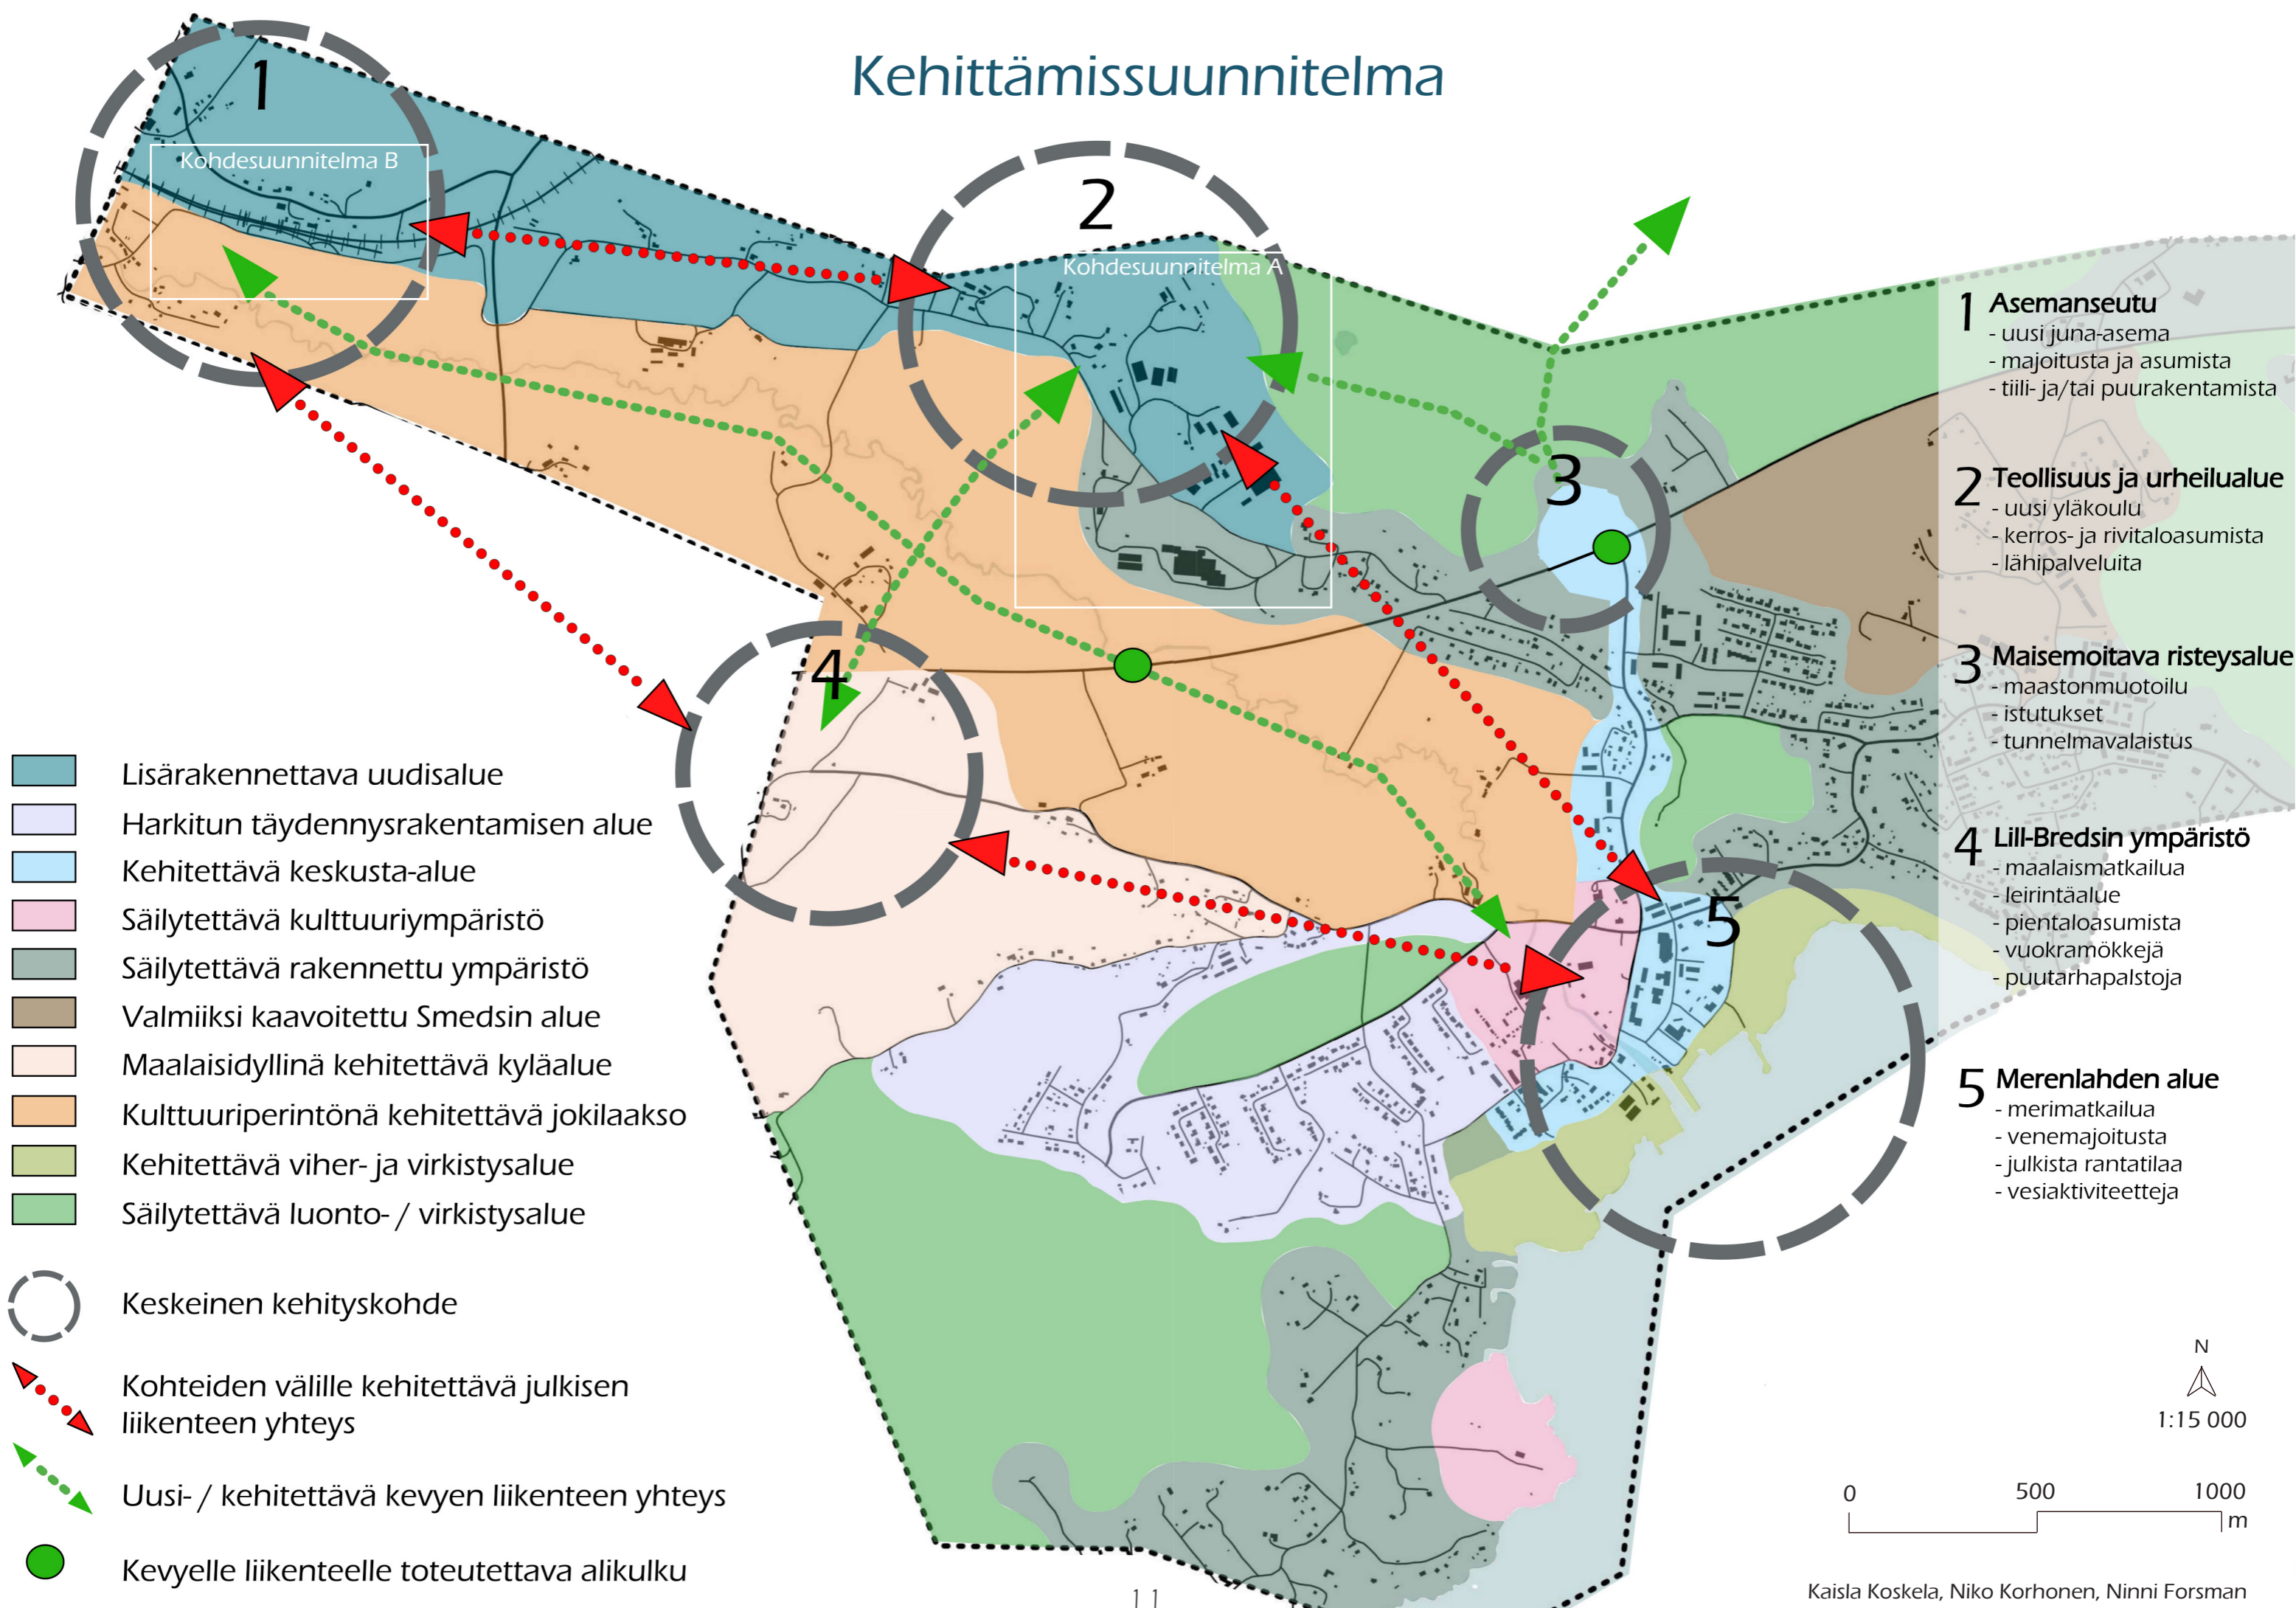 Kehittämissuunnitelma
1
Kohdesuunnitelma B
2
Kohdesuunnitelma A
3
4
5
1 Asemanseutu
- uusi juna-asema
- majoitusta ja asumista
- tiili- ja/tai puurakentamista
2 Teollisuus ja urheilualue
- uusi yläkoulu
- kerros- ja rivitaloasumista
- lähipalveluita
3 Maisemoitava risteysalue
- maastonmuotoilu
- istutukset
- tunnelmavalaistus
4 Lill-Bredsin ympäristö
- maalaismatkailua
- leirintäalue
- pientaloasumista
- vuokramökkejä
- puutarhapalstoja
5 Merenlahden alue
- merimatkailua
- venemajoitusta
- julkista rantatilaa
- vesiaktiviteetteja
Lisärakennettava uudisalue
Harkitun täydennysrakentamisen alue
Kehitettävä keskusta-alue
Säilytettävä kulttuuriympäristö
Säilytettävä rakennettu ympäristö
Valmiiksi kaavoitettu Smedsin alue
Maalaisidyllinä kehitettävä kyläalue
Kulttuuriperintönä kehitettävä jokilaakso
Kehitettävä viher- ja virkistysalue
Säilytettävä luonto- / virkistysalue
Keskeinen kehityskohde
Kohteiden välille kehitettävä julkisen
liikenteen yhteys
Uusi- / kehitettävä kevyen liikenteen yhteys
Kevyelle liikenteelle toteutettava alikulku
N
1:15 000
0 500 1000
m
11
Kaisla Koskela, Niko Korhonen, Ninni Forsman